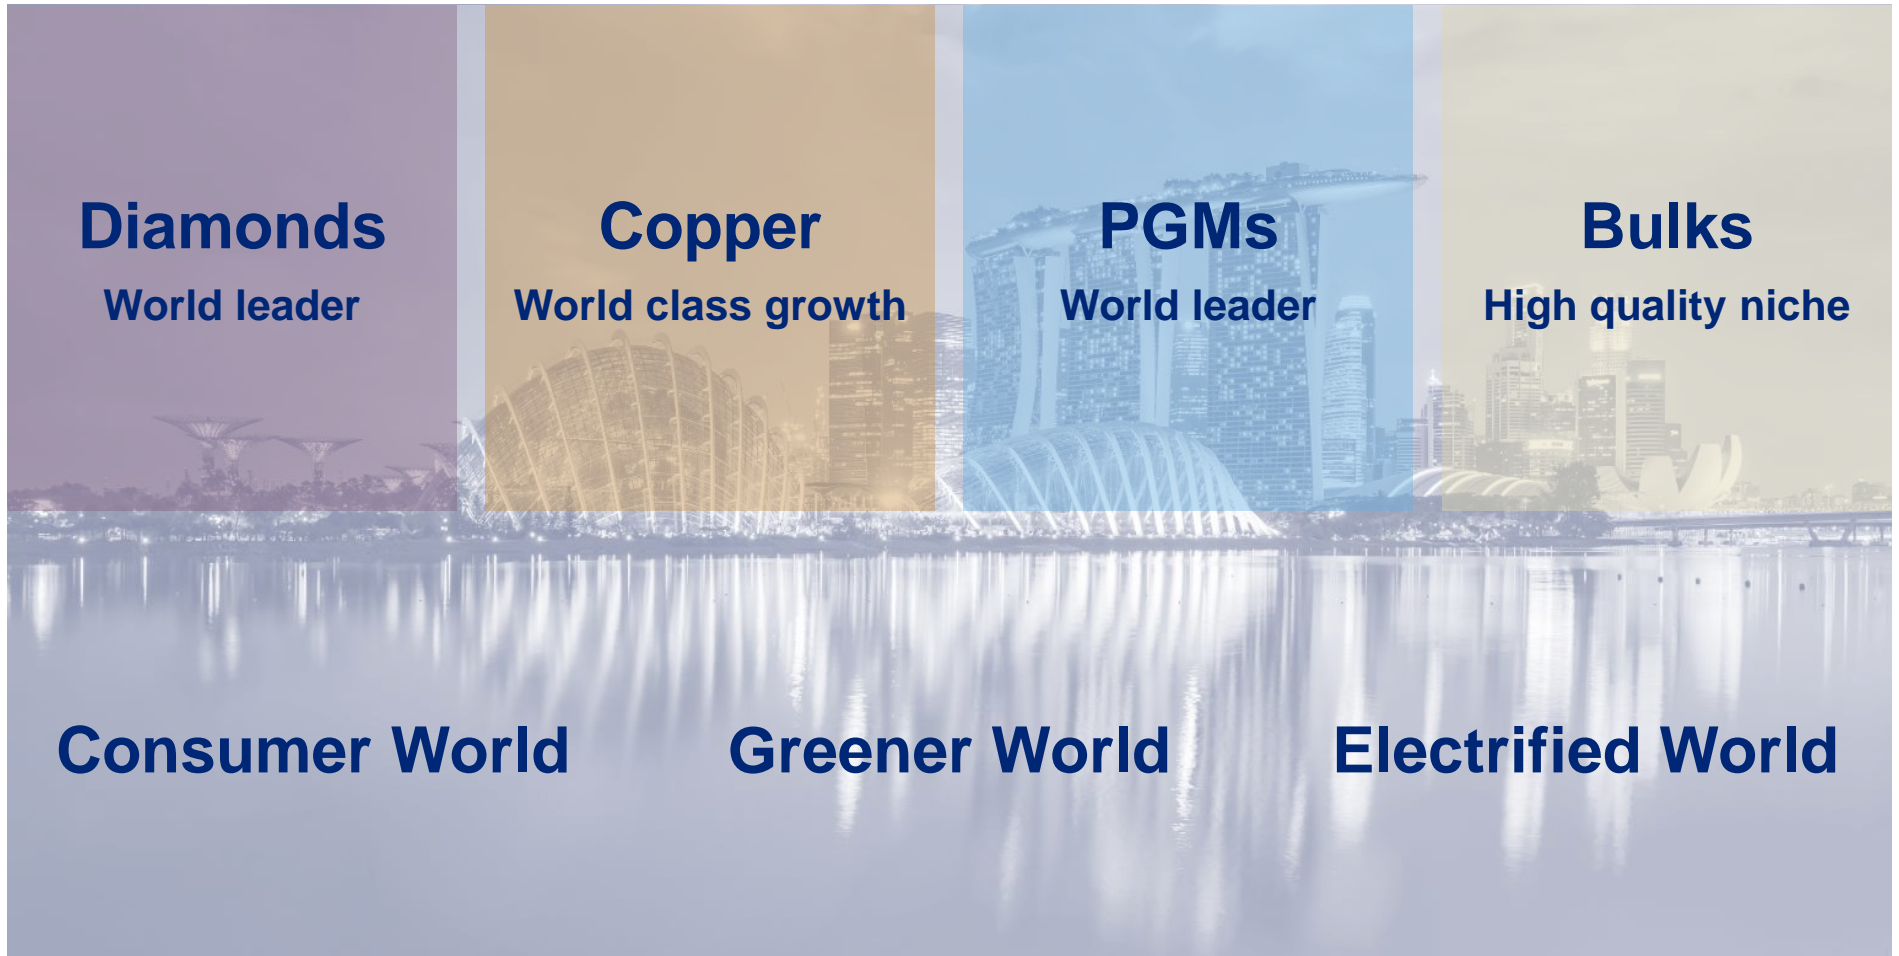 Diamonds
World leader
Copper
World class growth
PGMs
World leader
Bulks
High quality niche
Consumer World
Greener World
Electrified World